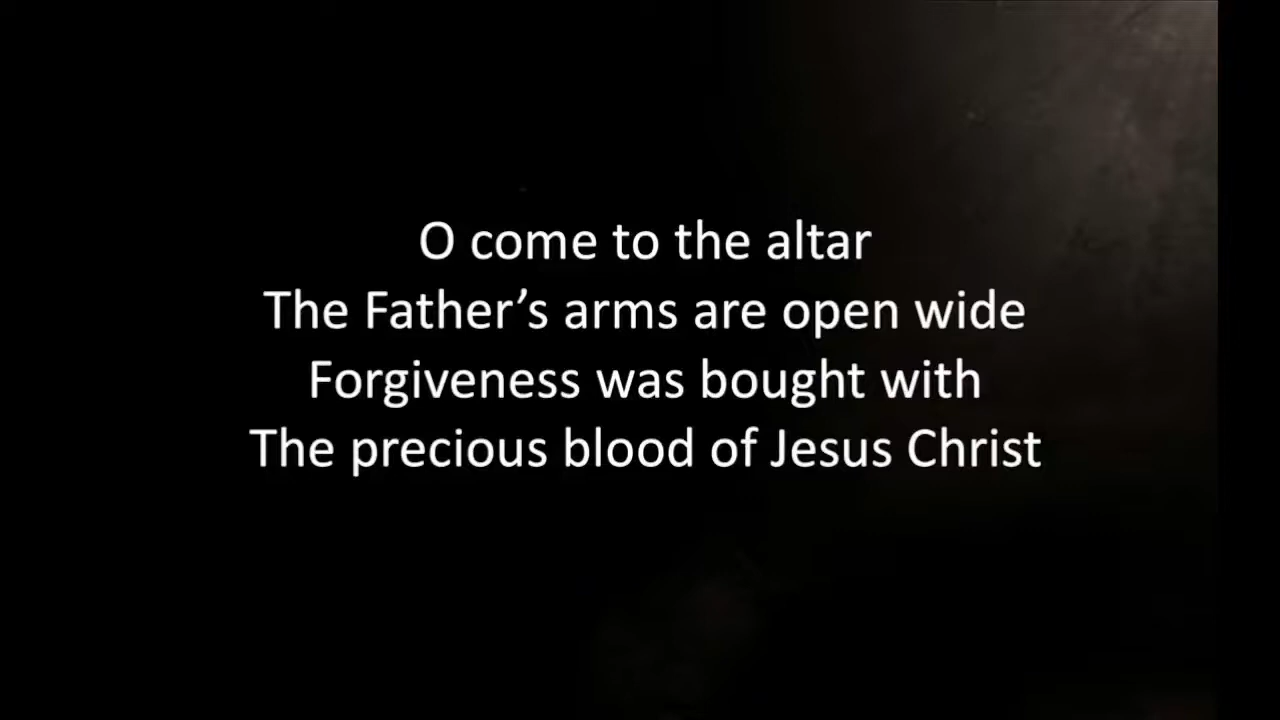 O come to the altar
The Father’s arms are open wide
Forgiveness was bought with
The precious blood of Jesus Christ